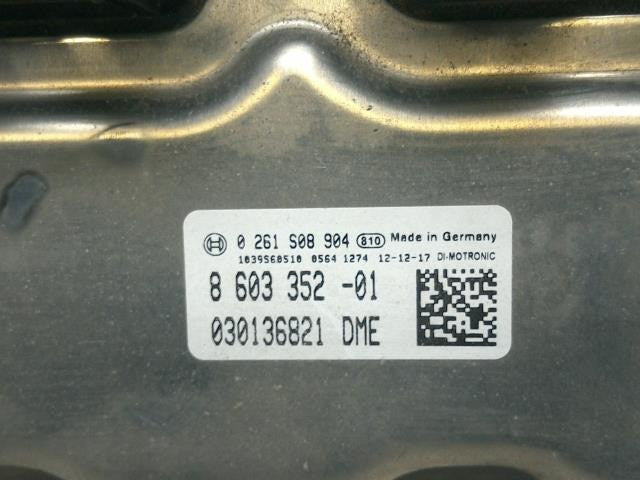 0 261 S08 904 810 Made in Germany
1039S60510 0564 1274 12-12-17 DI-MOTRONIC
8 603 352 -01
030136821 DME